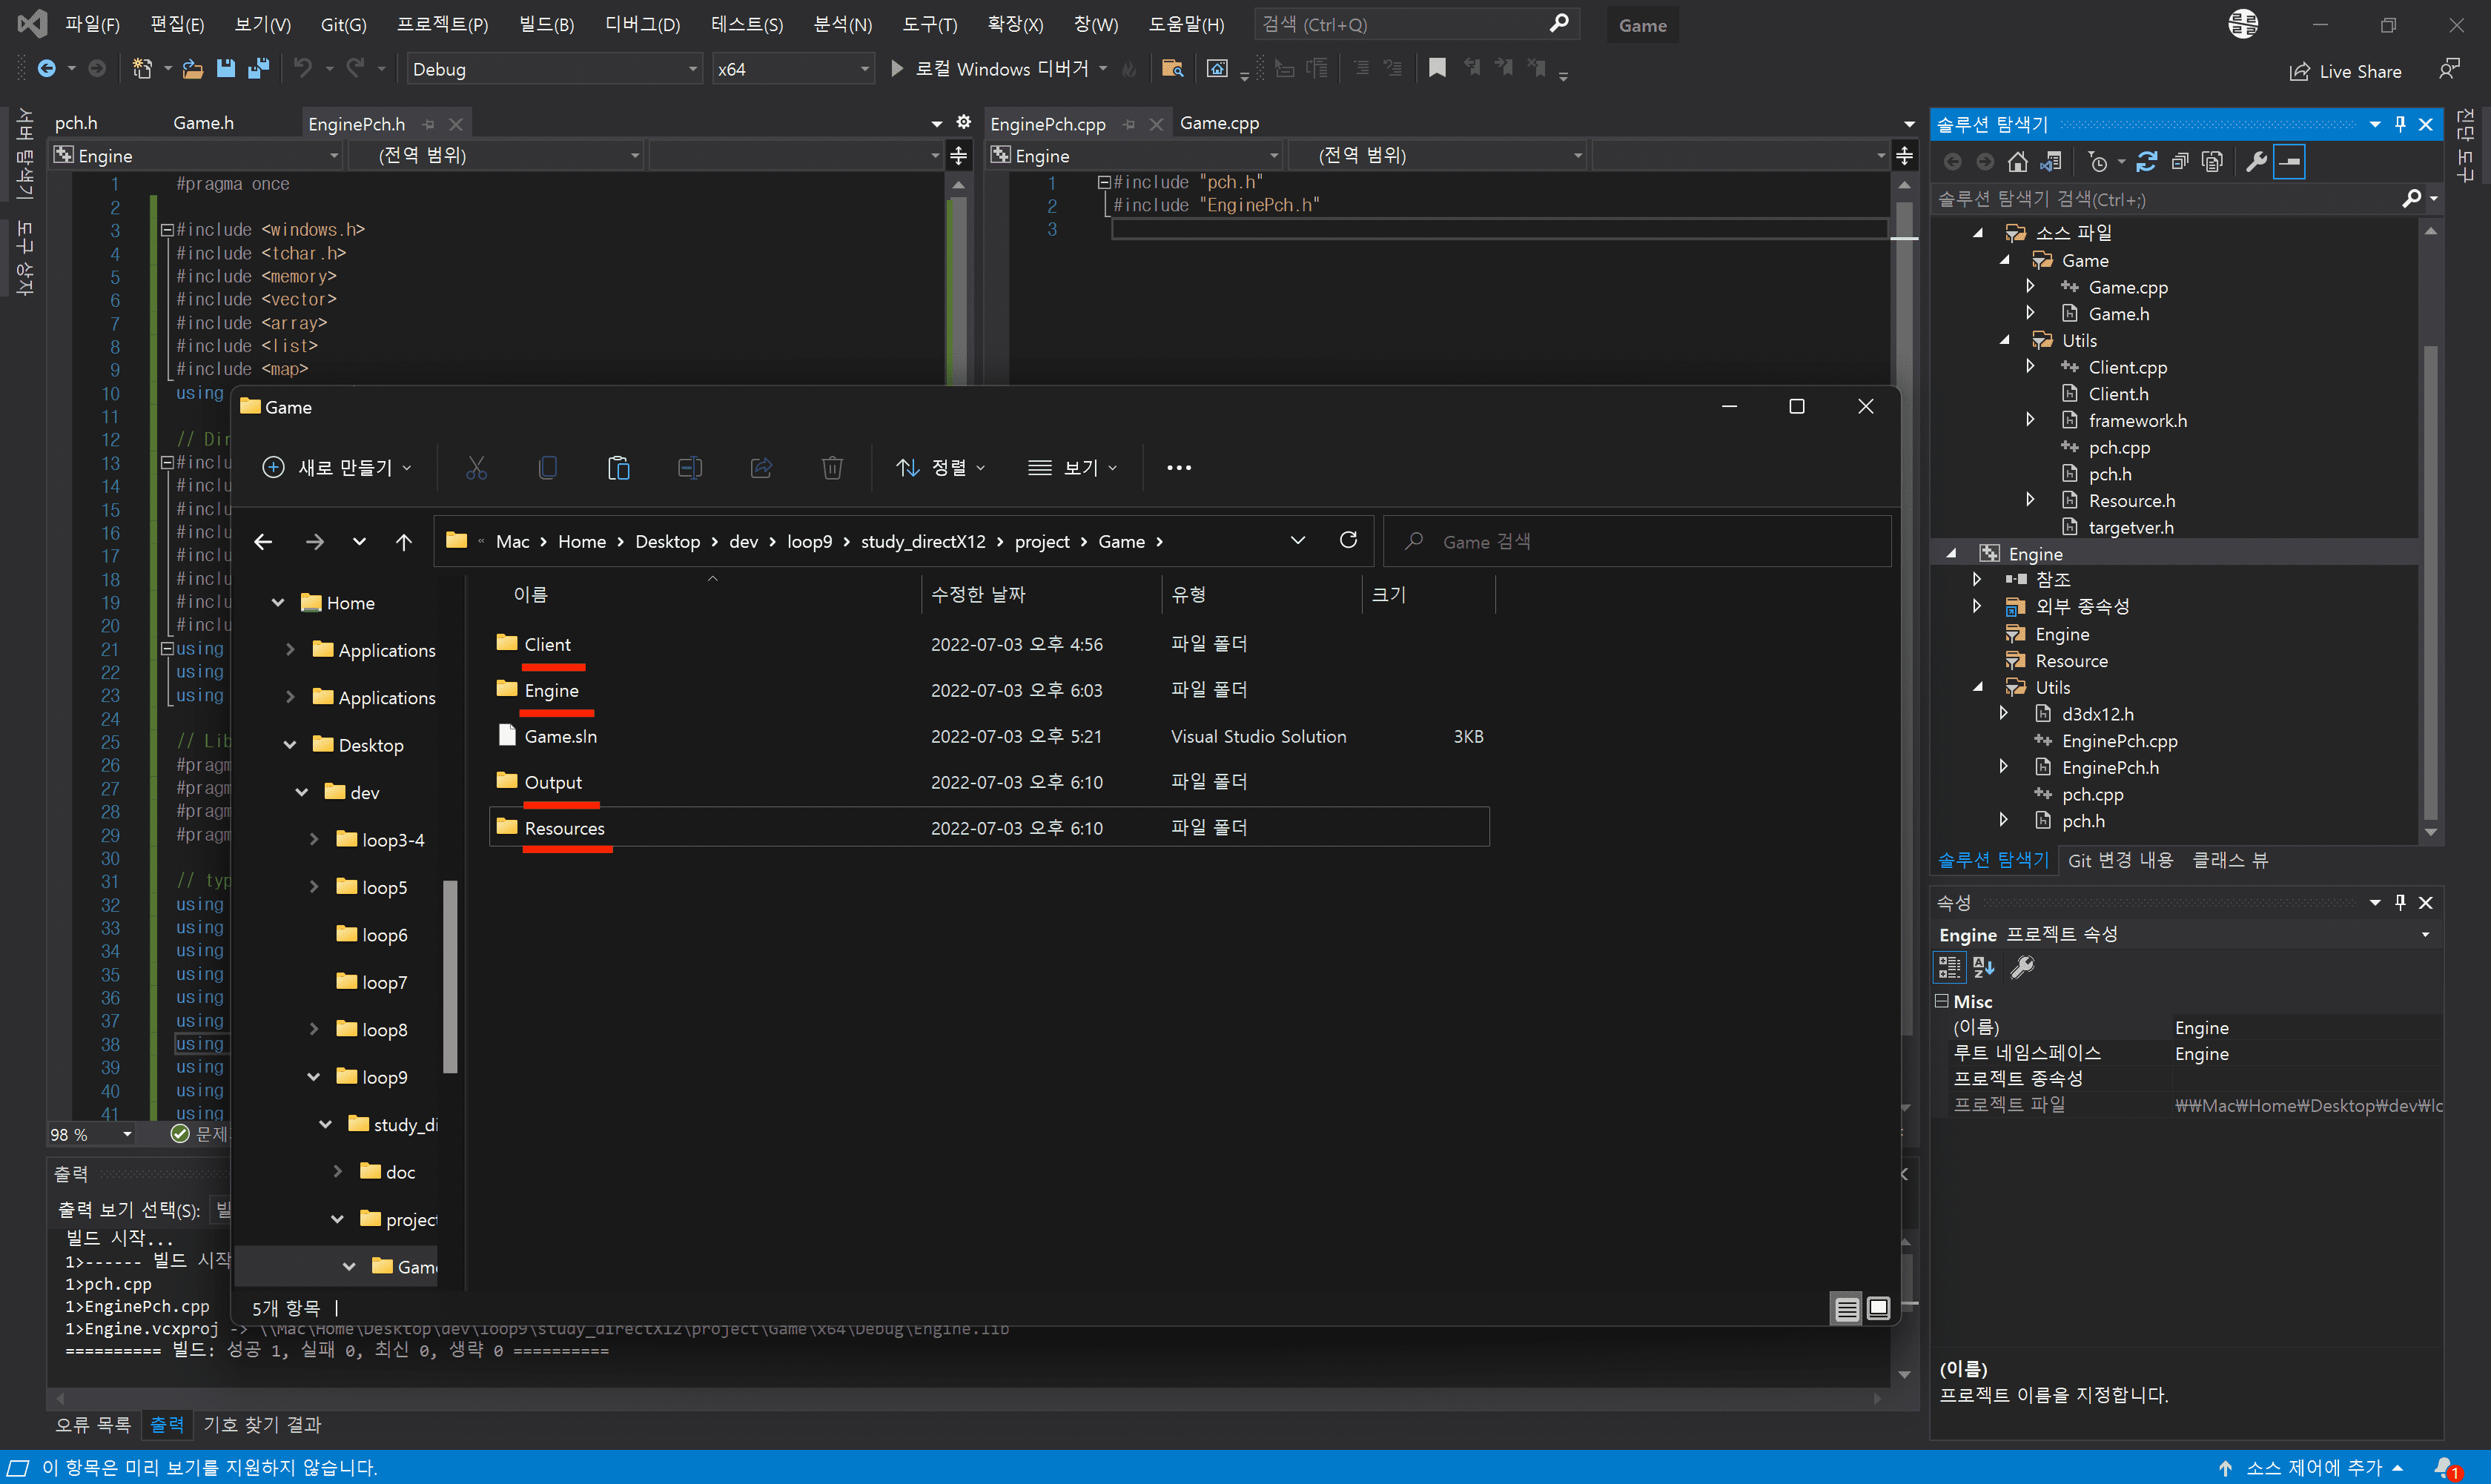 파일(F) 편집(E) 보기(V) Git(G) 프로젝트(P) 빌드(B) 디버그(D) 테스트(S) 분석(N) 도구(T) 확장(X) 창(W) 도움말(H) 검색 (Ctrl+Q) Game
Debug x64 로컬 Windows 디버거 Live Share
서버 탐색기
도구 상자
pch.h Game.h EnginePch.h
Engine (전역 범위)
1 #pragma once
2
3 #include <windows.h>
4 #include <tchar.h>
5 #include <memory>
6 #include <vector>
7 #include <array>
8 #include <list>
9 #include <map>
10 using
11
12 // Dir
13 #inclu
14 #inclu
15 #inclu
16 #inclu
17 #inclu
18 #inclu
19 #inclu
20 #inclu
21 using
22 using
23 using
24
25 // Lib
26 #pragm
27 #pragm
28 #pragm
29 #pragm
30
31 // typ
32 using
33 using
34 using
35 using
36 using
37 using
38 using
39 using
40 using
41 using
98 % 문제
EnginePch.cpp Game.cpp
Engine (전역 범위)
1 #include "pch.h"
2 #include "EnginePch.h"
3
Game
새로 만들기 정렬 보기
« Mac > Home > Desktop > dev > loop9 > study_directX12 > project > Game > Game 검색
Home
Applications
Applications
Desktop
dev
loop3-4
loop5
loop6
loop7
loop8
loop9
study_di
doc
project
Game
이름 수정한 날짜 유형 크기
Client 2022-07-03 오후 4:56 파일 폴더
Engine 2022-07-03 오후 6:03 파일 폴더
Game.sln 2022-07-03 오후 5:21 Visual Studio Solution 3KB
Output 2022-07-03 오후 6:10 파일 폴더
Resources 2022-07-03 오후 6:10 파일 폴더
5개 항목
출력
출력 보기 선택(S): 빌
빌드 시작...
1>------ 빌드 시작
1>pch.cpp
1>EnginePch.cpp
1>Engine.vcxproj -> \\Mac\Home\Desktop\dev\loop9\study_directX12\project\Game\x64\Debug\Engine.lib
========== 빌드: 성공 1, 실패 0, 최신 0, 생략 0 ==========
오류 목록 출력 기호 찾기 결과
솔루션 탐색기
솔루션 탐색기 검색(Ctrl+;)
소스 파일
Game
Game.cpp
Game.h
Utils
Client.cpp
Client.h
framework.h
pch.cpp
pch.h
Resource.h
targetver.h
Engine
참조
외부 종속성
Engine
Resource
Utils
d3dx12.h
EnginePch.cpp
EnginePch.h
pch.cpp
pch.h
솔루션 탐색기 Git 변경 내용 클래스 뷰
속성
Engine 프로젝트 속성
Misc
(이름) Engine
루트 네임스페이스 Engine
프로젝트 종속성
프로젝트 파일 ₩₩Mac₩Home₩Desktop₩dev₩lc
(이름)
프로젝트 이름을 지정합니다.
진단 도구
이 항목은 미리 보기를 지원하지 않습니다. 소스 제어에 추가 1